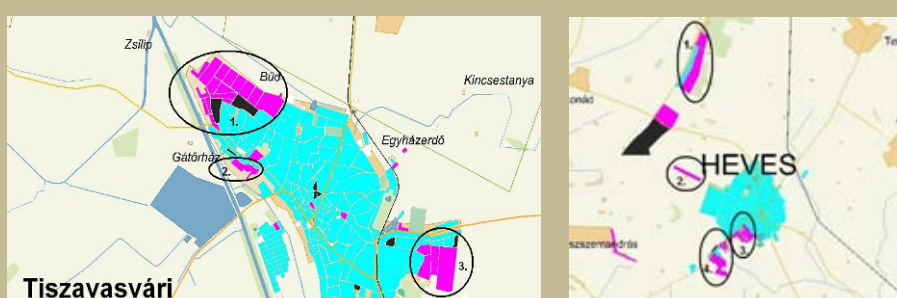 Zsilip
Büd
Kincsestanya
1.
Egyházerdő
Gátőrház
2.
3.
Tiszavasvári
1.
2.
HEVES
3.
4.